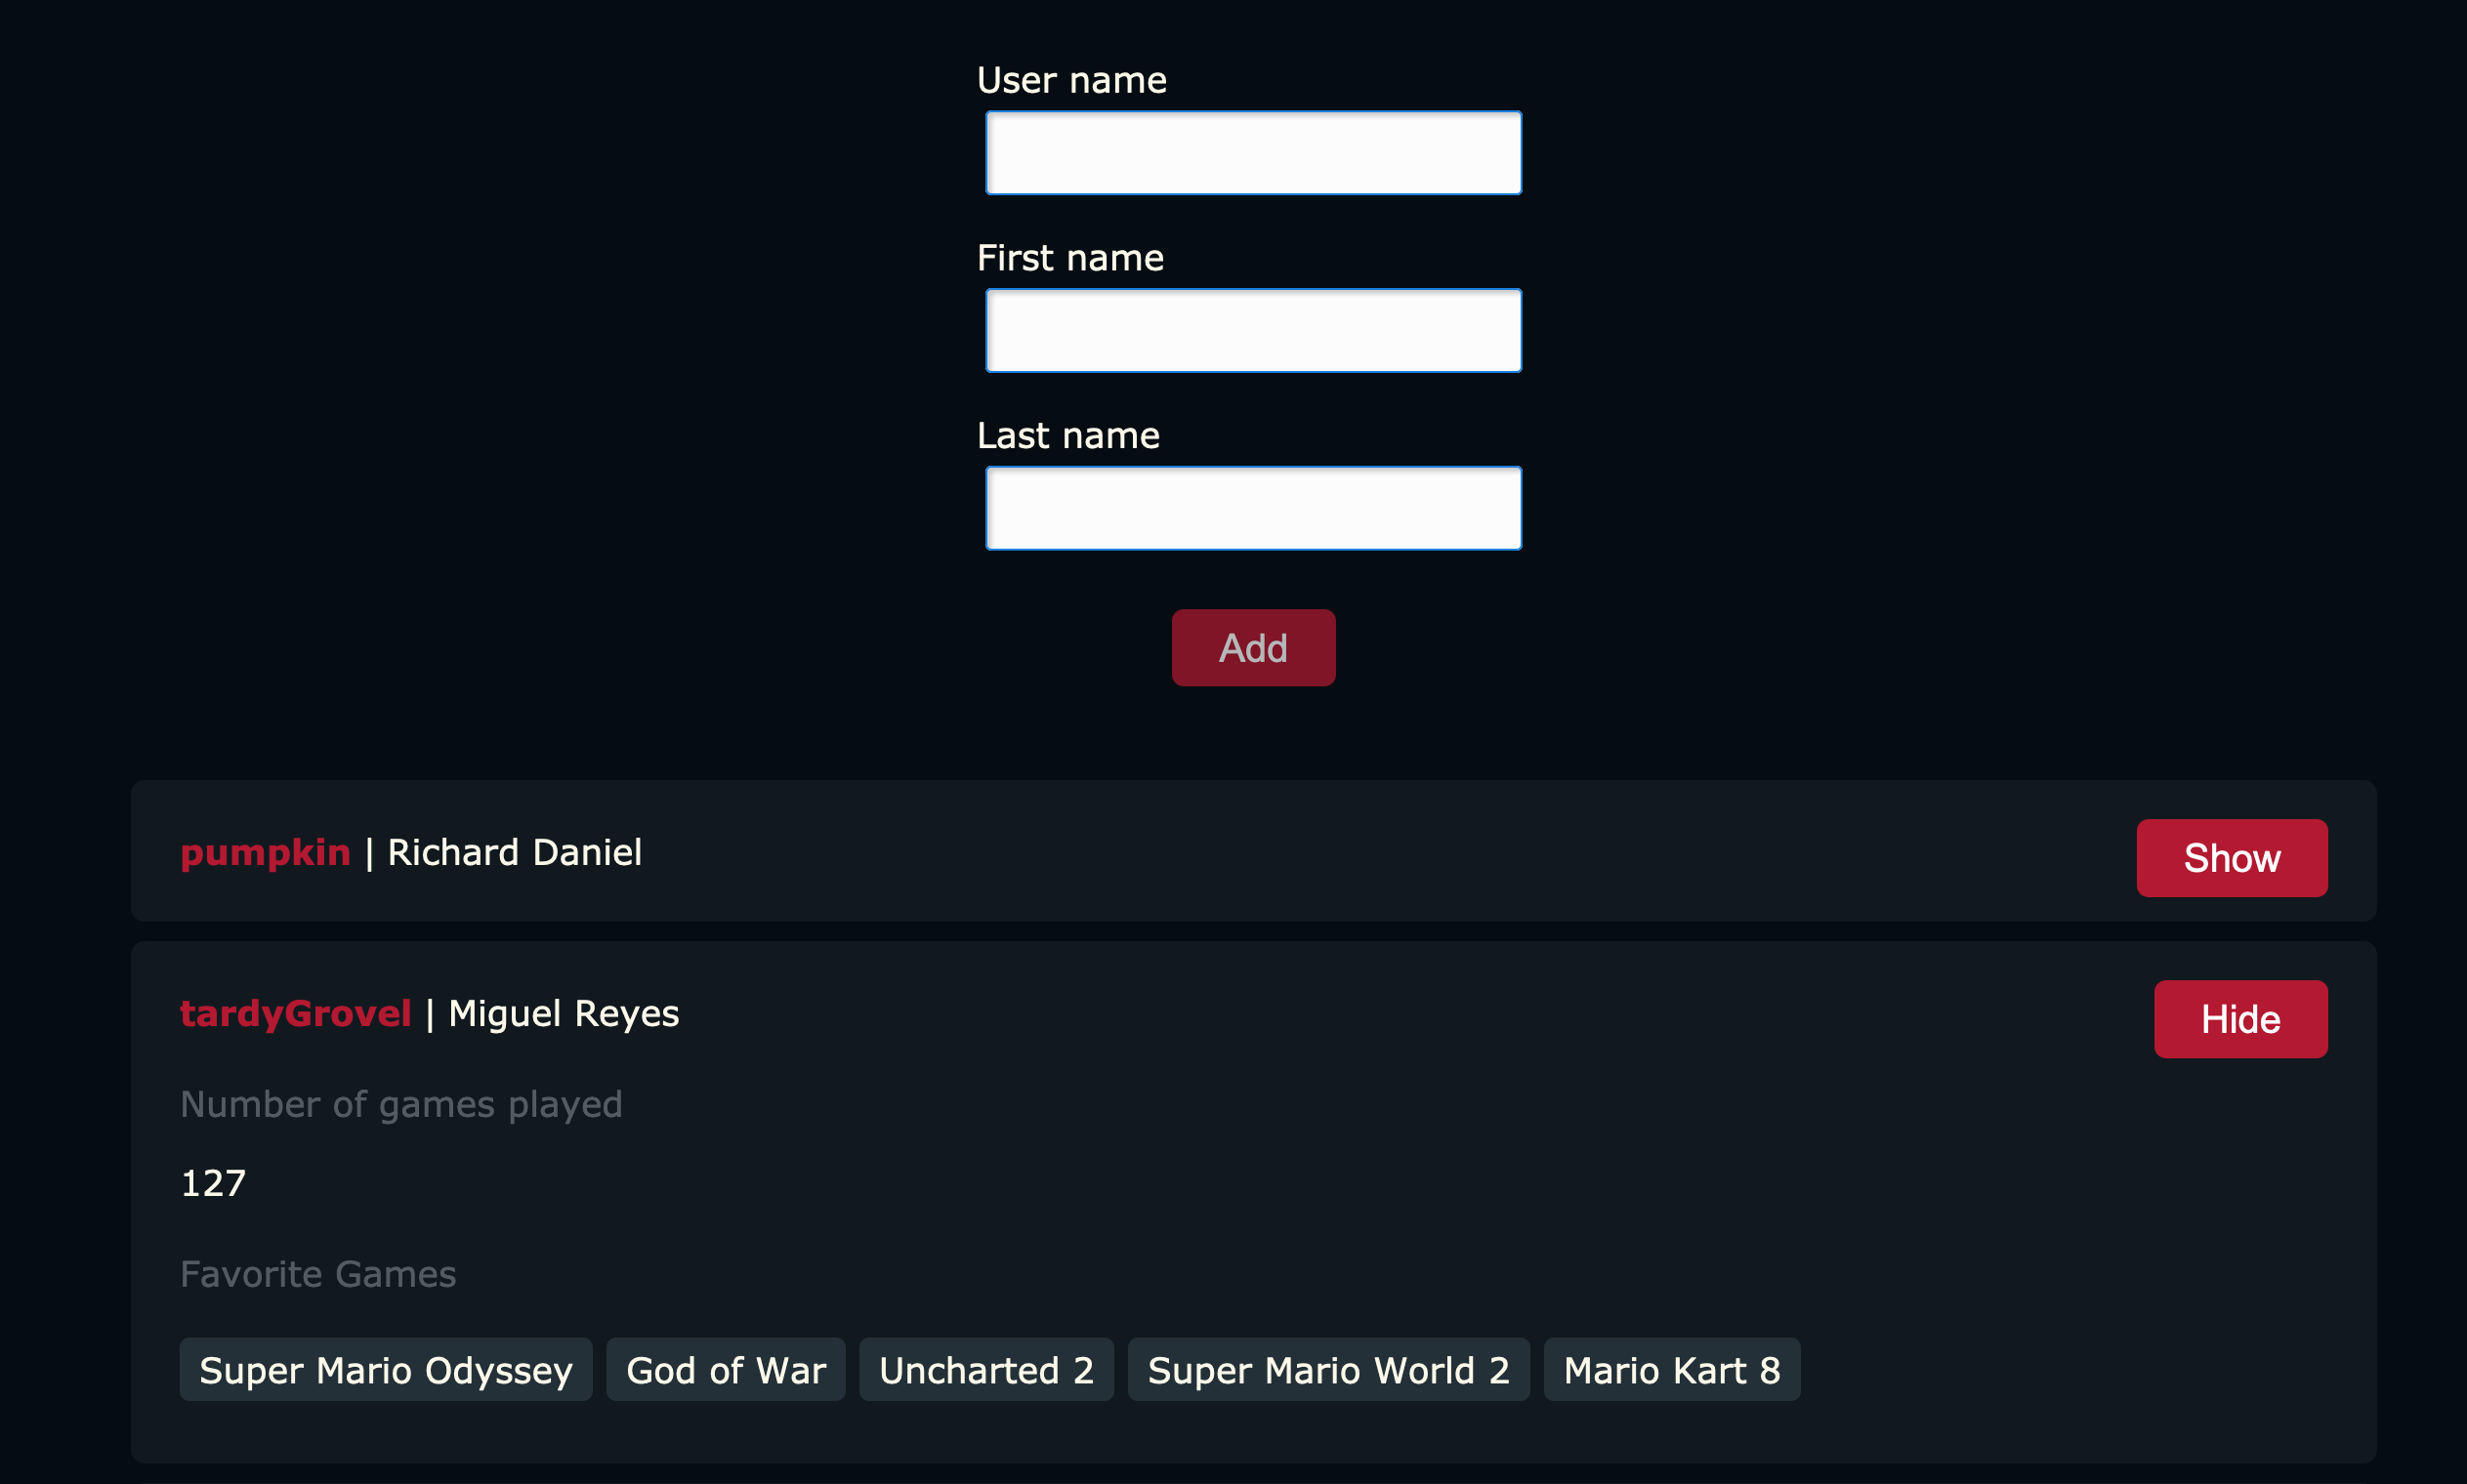 User name
First name
Last name
Add
pumpkin | Richard Daniel
Show
tardyGrovel | Miguel Reyes
Hide
Number of games played
127
Favorite Games
Super Mario Odyssey God of War Uncharted 2 Super Mario World 2 Mario Kart 8